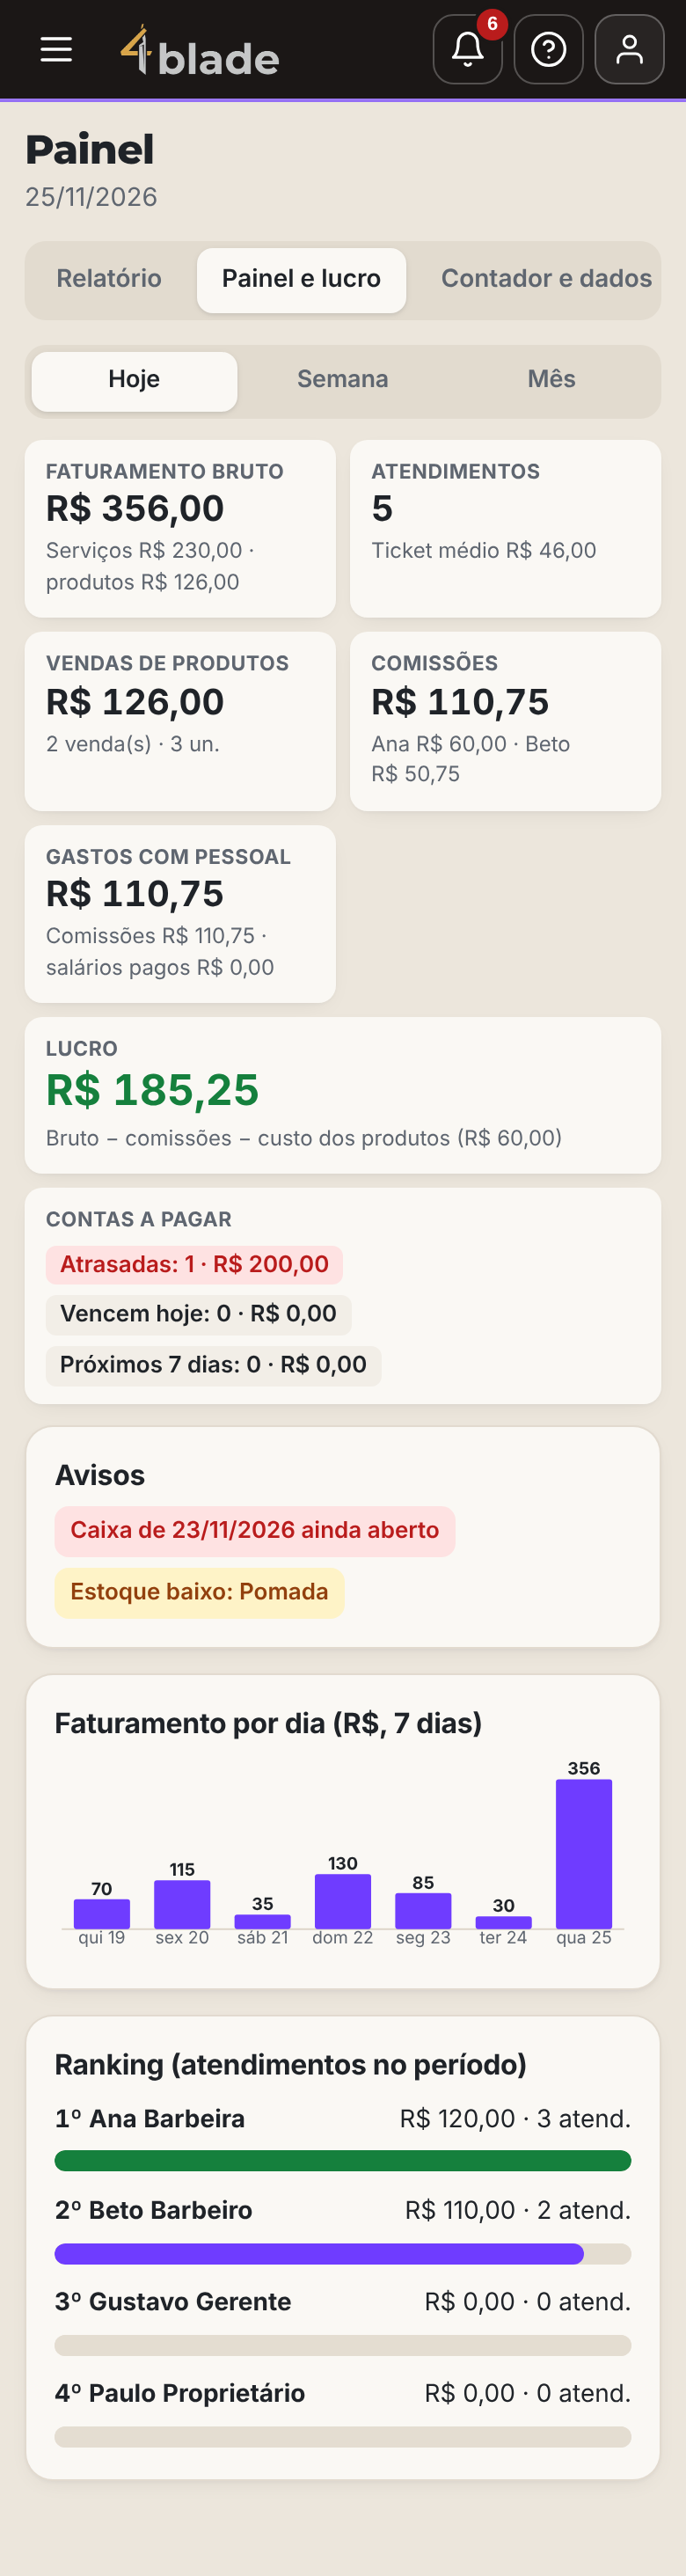 4blade
6
Painel
25/11/2026
Relatório
Painel e lucro
Contador e dados
Hoje
Semana
Mês
FATURAMENTO BRUTO
R$ 356,00
Serviços R$ 230,00 ·
produtos R$ 126,00
ATENDIMENTOS
5
Ticket médio R$ 46,00
VENDAS DE PRODUTOS
R$ 126,00
2 venda(s) · 3 un.
COMISSÕES
R$ 110,75
Ana R$ 60,00 · Beto
R$ 50,75
GASTOS COM PESSOAL
R$ 110,75
Comissões R$ 110,75 ·
salários pagos R$ 0,00
LUCRO
R$ 185,25
Bruto – comissões – custo dos produtos (R$ 60,00)
CONTAS A PAGAR
Atrasadas: 1 · R$ 200,00
Vencem hoje: 0 · R$ 0,00
Próximos 7 dias: 0 · R$ 0,00
Avisos
Caixa de 23/11/2026 ainda aberto
Estoque baixo: Pomada
Faturamento por dia (R$, 7 dias)
70
115
35
130
85
30
356
qui 19
sex 20
sáb 21
dom 22
seg 23
ter 24
qua 25
Ranking (atendimentos no período)
1º Ana Barbeira
R$ 120,00 · 3 atend.
2º Beto Barbeiro
R$ 110,00 · 2 atend.
3º Gustavo Gerente
R$ 0,00 · 0 atend.
4º Paulo Proprietário
R$ 0,00 · 0 atend.